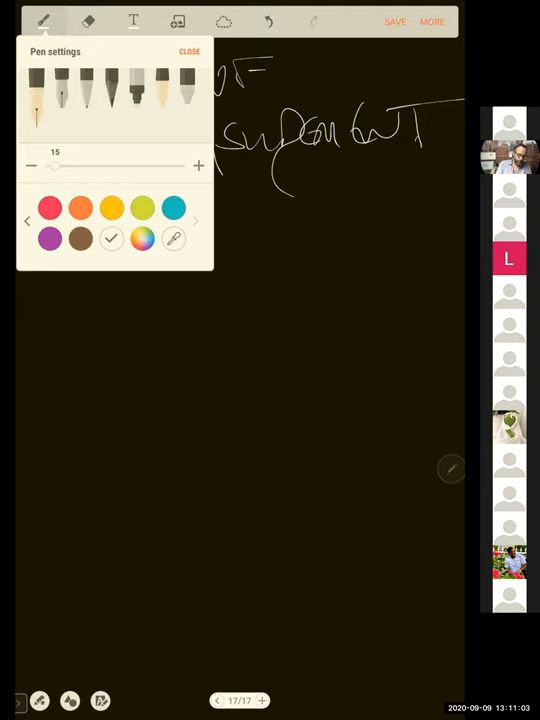 T
SAVE
MORE
Pen settings
CLOSE
15
L
17/17
2020-09-09 13:11:03